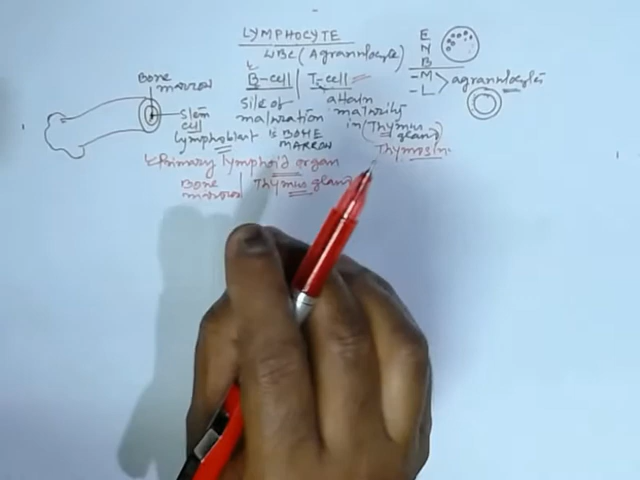 LYMPHOCYTE
WBC (Agranulocyte)
B-cell | T-cell
site of
maturation
is BONE
MARROW
attain
maturity
in (Thymus
gland)
Thymosin
E
N
B
-M
-L
agranulocytes
Bone
marrow
stem
cell
lymphoblast
Primary lymphoid organ
Bone
marrow
Thymus gland